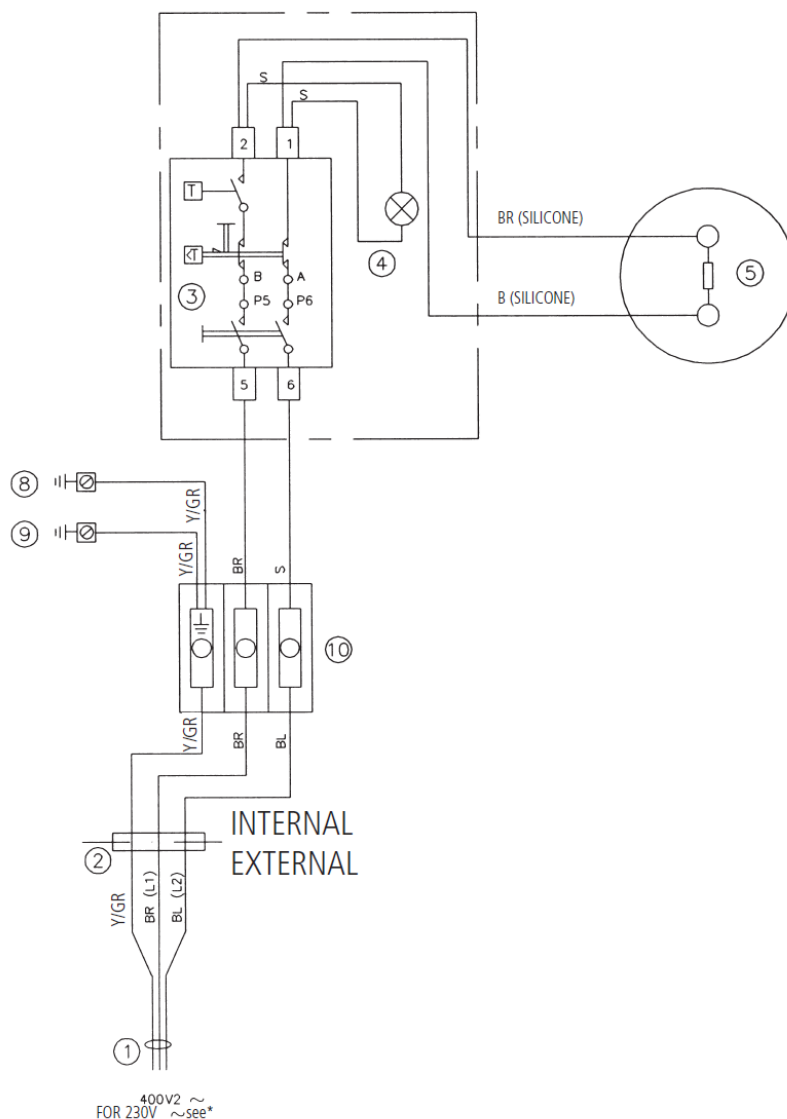 S
S
2
1
T
BR (SILICONE)
4
5
<T
B
A
3
P5
P6
B (SILICONE)
5
6
8
Y/GR
9
Y/GR
BR
S
10
Y/GR
BR
BL
INTERNAL
2
EXTERNAL
Y/GR
BR (L1)
BL (L2)
1
400V2 ~
FOR 230V ~see*